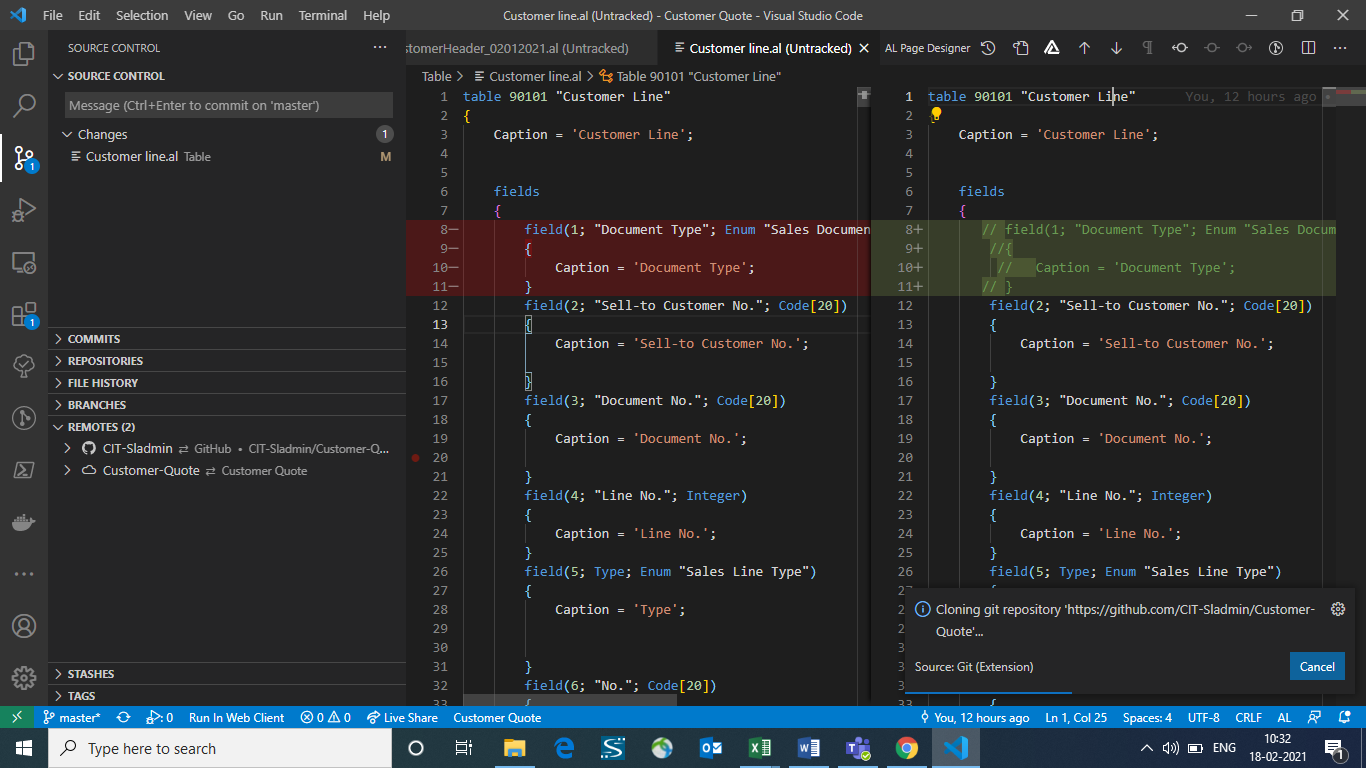 File Edit Selection View Go Run Terminal Help
Customer line.al (Untracked) - Customer Quote - Visual Studio Code
SOURCE CONTROL
SOURCE CONTROL
Message (Ctrl+Enter to commit on 'master')
Changes 1
Customer line.al Table M
1
1
COMMITS
REPOSITORIES
FILE HISTORY
BRANCHES
REMOTES (2)
CIT-Sladmin ⇄ GitHub • CIT-Sladmin/Customer-Q...
Customer-Quote ⇄ Customer Quote
STASHES
TAGS
stomerHeader_02012021.al (Untracked)
Customer line.al (Untracked)
AL Page Designer
Table > Customer line.al > Table 90101 "Customer Line"
1 table 90101 "Customer Line"
2 {
3 Caption = 'Customer Line';
4
5
6 fields
7 {
8− field(1; "Document Type"; Enum "Sales Documen
9− {
10− Caption = 'Document Type';
11− }
12 field(2; "Sell-to Customer No."; Code[20])
13 {
14 Caption = 'Sell-to Customer No.';
15
16 }
17 field(3; "Document No."; Code[20])
18 {
19 Caption = 'Document No.';
20
21 }
22 field(4; "Line No."; Integer)
23 {
24 Caption = 'Line No.';
25 }
26 field(5; Type; Enum "Sales Line Type")
27 {
28 Caption = 'Type';
29
30
31 }
32 field(6; "No."; Code[20])
33 {
1 table 90101 "Customer Line" You, 12 hours ago •
2 {
3 Caption = 'Customer Line';
4
5
6 fields
7 {
8+ // field(1; "Document Type"; Enum "Sales Docum
9+ //{
10+ // Caption = 'Document Type';
11+ // }
12 field(2; "Sell-to Customer No."; Code[20])
13 {
14 Caption = 'Sell-to Customer No.';
15
16 }
17 field(3; "Document No."; Code[20])
18 {
19 Caption = 'Document No.';
20
21 }
22 field(4; "Line No."; Integer)
23 {
24 Caption = 'Line No.';
25 }
26 field(5; Type; Enum "Sales Line Type")
Cloning git repository 'https://github.com/CIT-Sladmin/Customer-
Quote'...
Source: Git (Extension)
Cancel
master* 0 Run In Web Client 0 0 Live Share Customer Quote
You, 12 hours ago Ln 1, Col 25 Spaces: 4 UTF-8 CRLF AL
Type here to search
ENG
10:32
18-02-2021
1